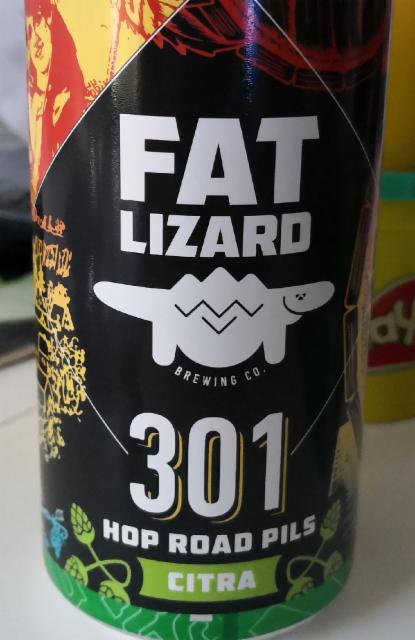 FAT
LIZARD
BREWING CO.
301
HOP ROAD PILS
CITRA